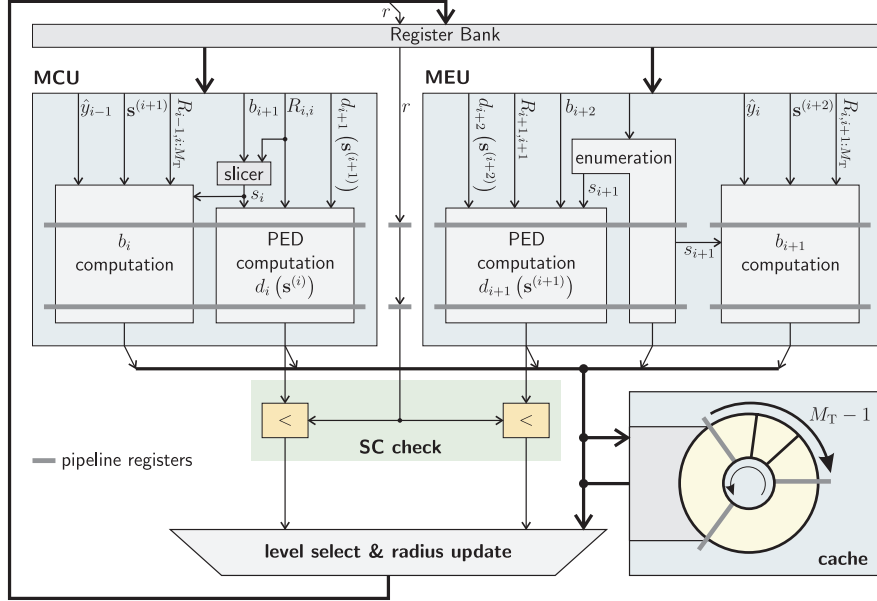 r
Register Bank
MCU
MEU
ŷ_{i−1}
s^{(i+1)}
R_{i−1,i:M_T}
b_{i+1}
R_{i,i}
d_{i+1}(s^{(i+1)})
r
d_{i+2}(s^{(i+2)})
R_{i+1,i+1}
b_{i+2}
ŷ_i
s^{(i+2)}
R_{i,i+1:M_T}
slicer
enumeration
s_i
s_{i+1}
b_i
computation
PED
computation
d_i(s^{(i)})
PED
computation
d_{i+1}(s^{(i+1)})
s_{i+1}
b_{i+1}
computation
<
<
SC check
M_T − 1
pipeline registers
level select & radius update
cache